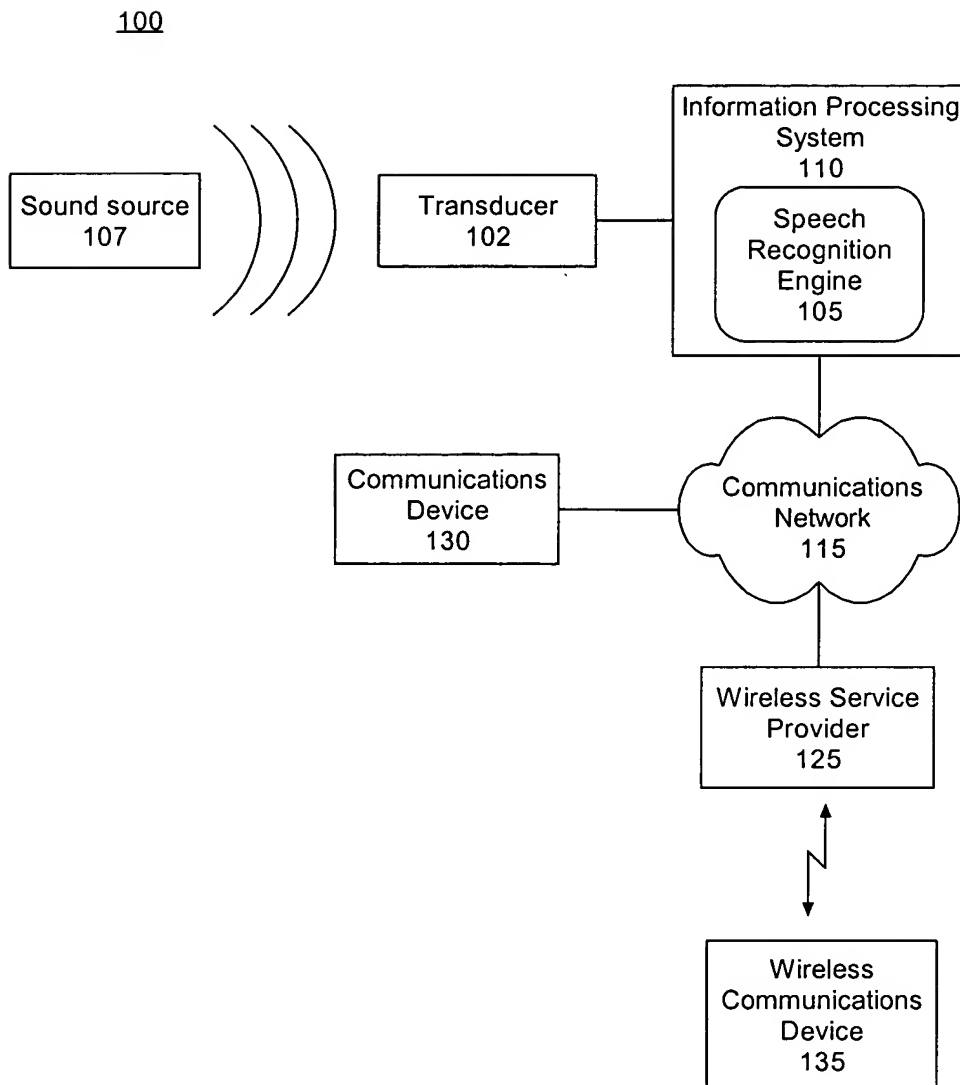 100
Information Processing
System
110
Sound source
107
Transducer
102
Speech
Recognition
Engine
105
Communications
Device
130
Communications
Network
115
Wireless Service
Provider
125
Wireless
Communications
Device
135